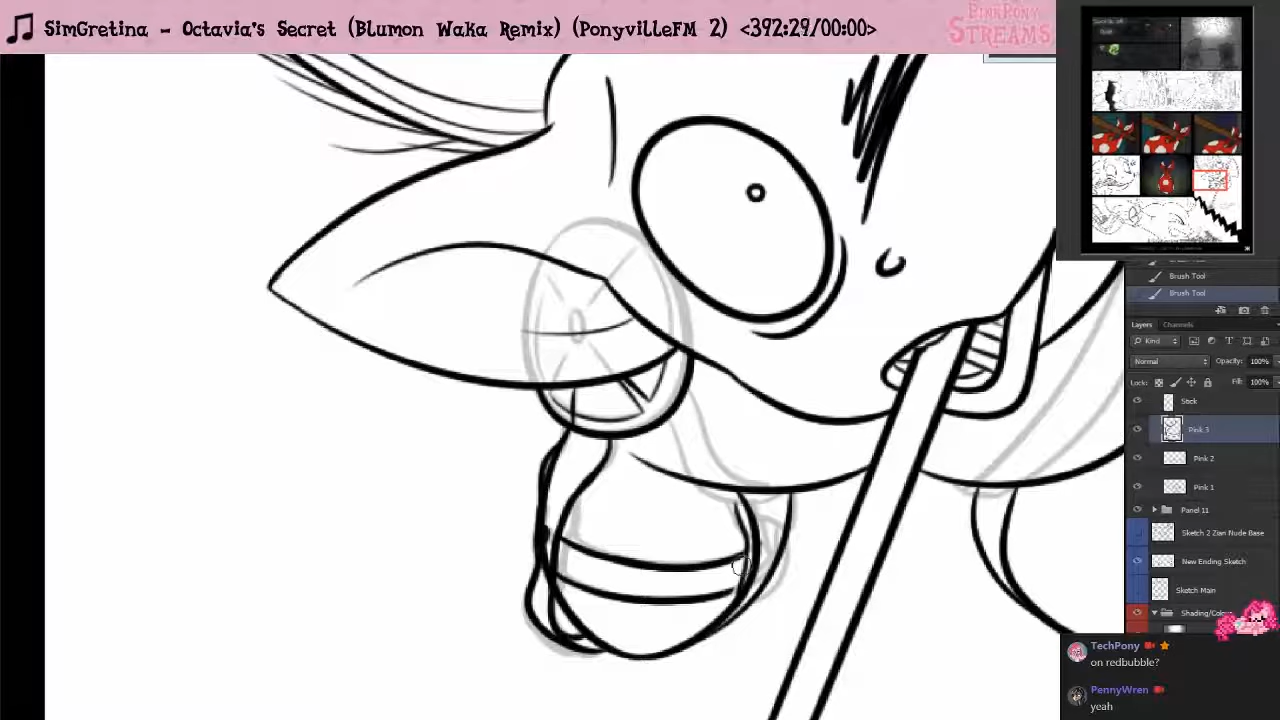 SimGretina - Octavia's Secret (Blumon Waka Remix) (PonyvilleFM 2) <392:29/00:00>
PINKPONY
STREAMS
Brush Tool
Brush Tool
Layers Channels
Kind
Normal Opacity: 100%
Lock: Fill: 100%
Stick
Pink 3
Pink 2
Pink 1
Panel 11
Sketch 2 Zian Nude Base
New Ending Sketch
Sketch Main
Shading/Colou
TechPony
on redbubble?
PennyWren
yeah